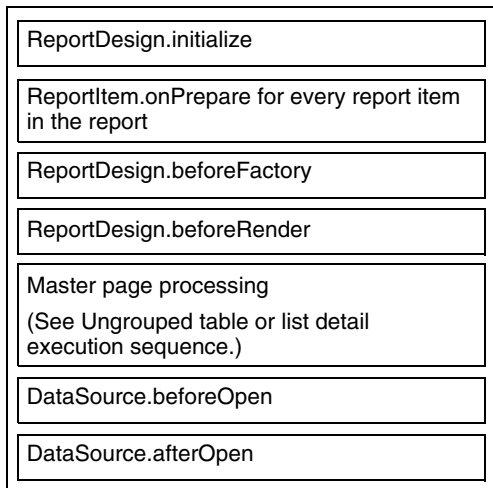 ReportDesign.initialize
ReportItem.onPrepare for every report item
in the report
ReportDesign.beforeFactory
ReportDesign.beforeRender
Master page processing
(See Ungrouped table or list detail
execution sequence.)
DataSource.beforeOpen
DataSource.afterOpen